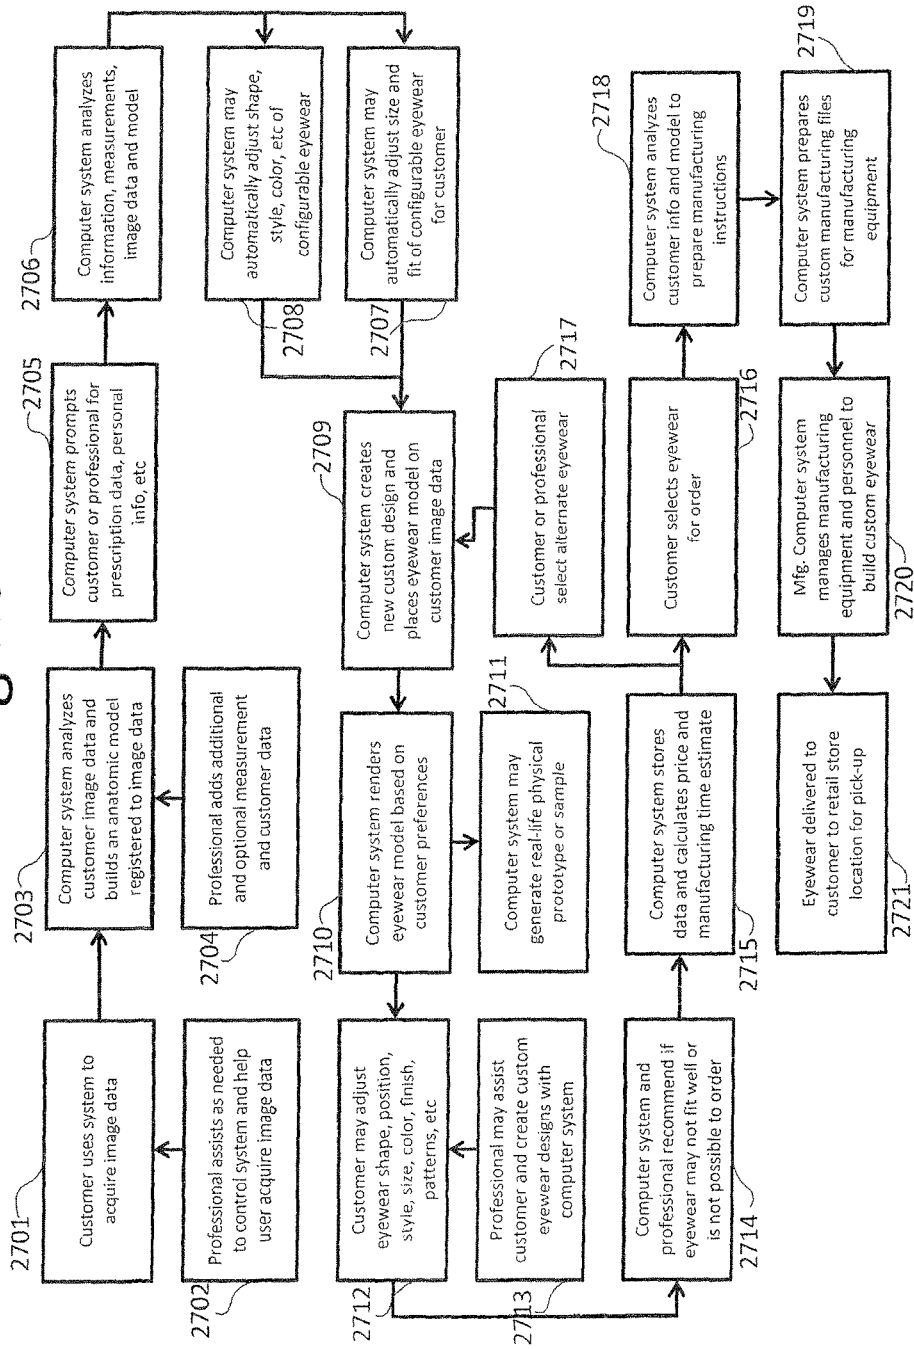 2701
Customer uses system to
acquire image data
2702
Professional assists as needed
to control system and help
user acquire image data
2703
Computer system analyzes
customer image data and
builds an anatomic model
registered to image data
2704
Professional adds additional
and optional measurement
and customer data
2705
Computer system prompts
customer or professional for
prescription data, personal
info, etc
2706
Computer system analyzes
information, measurements,
image data and model
Computer system may
automatically adjust shape,
style, color, etc of
configurable eyewear
2708
Computer system may
automatically adjust size and
fit of configurable eyewear
for customer
2707
2709
Computer system creates
new custom design and
places eyewear model on
customer image data
2710
Computer system renders
eyewear model based on
customer preferences
2711
Computer system may
generate real-life physical
prototype or sample
Customer may adjust
eyewear shape, position,
style, size, color, finish,
patterns, etc
2712
Professional may assist
customer and create custom
eyewear designs with
computer system
2713
Computer system and
professional recommend if
eyewear may not fit well or
is not possible to order
2714
Computer system stores
data and calculates price and
manufacturing time estimate
2715
2717
Customer or professional
select alternate eyewear
Customer selects eyewear
for order
2716
2718
Computer system analyzes
customer info and model to
prepare manufacturing
instructions
2719
Computer system prepares
custom manufacturing files
for manufacturing
equipment
Mfg. Computer system
manages manufacturing
equipment and personnel to
build custom eyewear
2720
Eyewear delivered to
customer to retail store
location for pick-up
2721